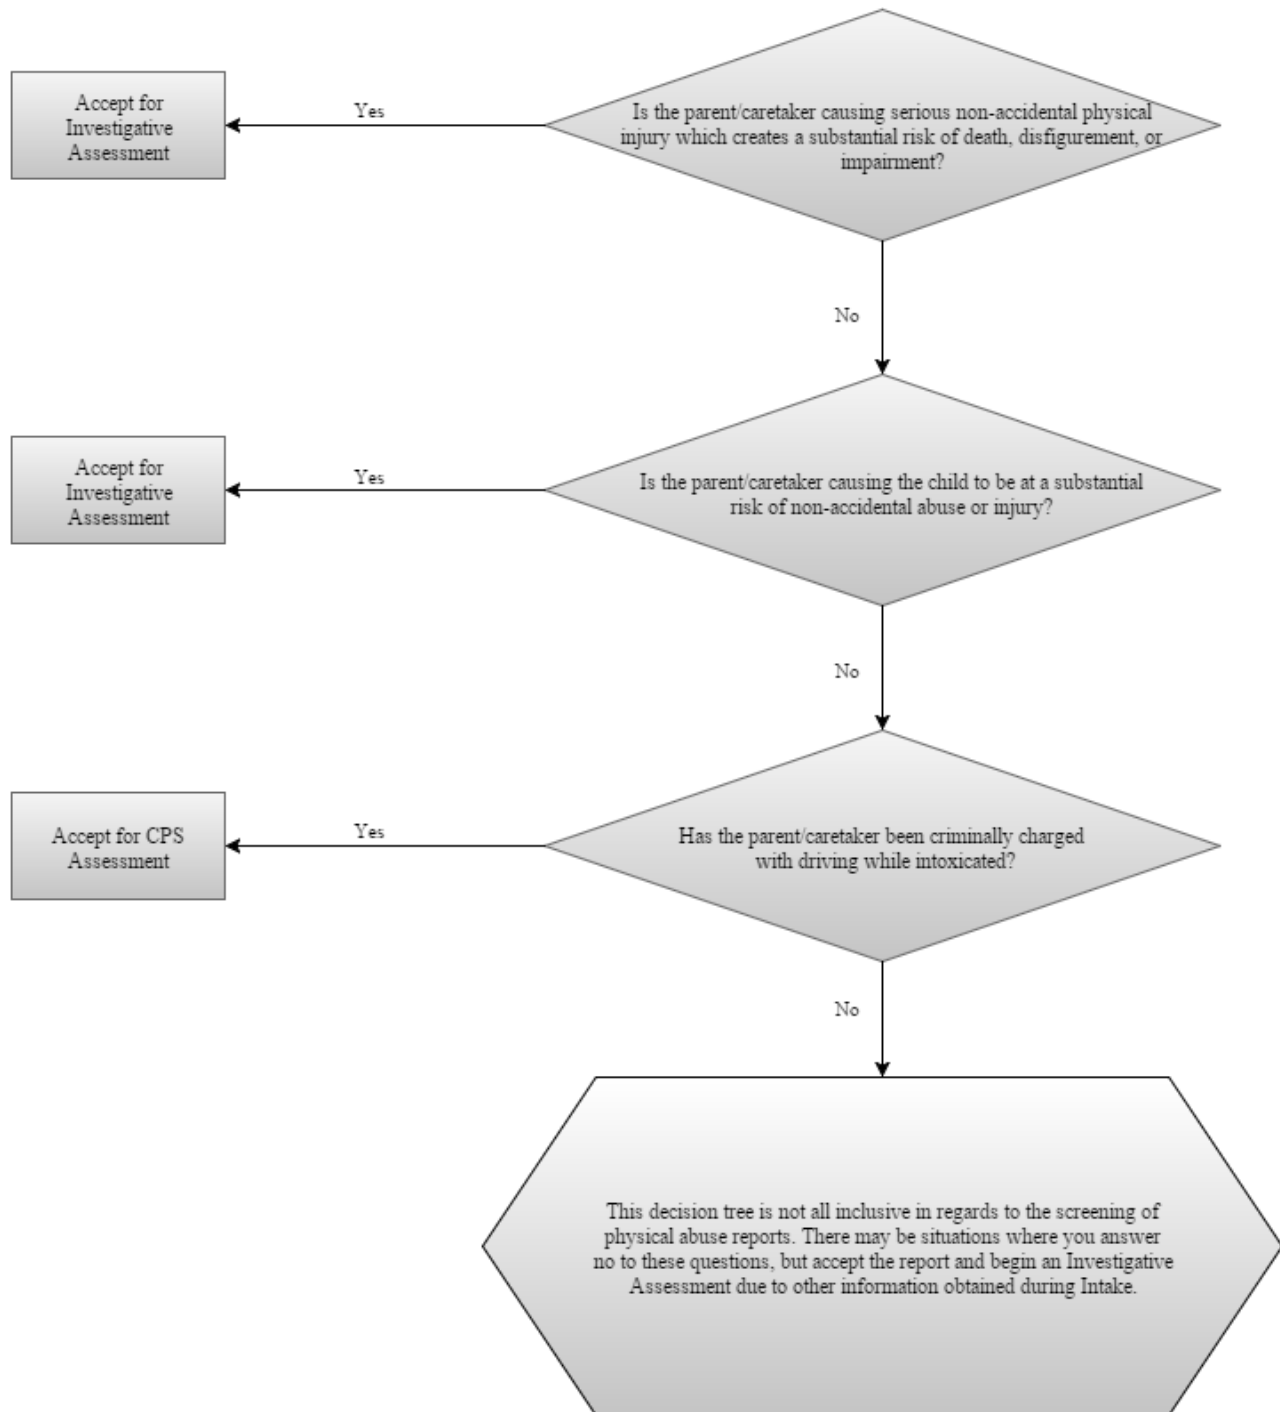 Is the parent/caretaker causing serious non-accidental physical
injury which creates a substantial risk of death, disfigurement, or
impairment?
Yes
Accept for
Investigative
Assessment
No
Is the parent/caretaker causing the child to be at a substantial
risk of non-accidental abuse or injury?
Yes
Accept for
Investigative
Assessment
No
Has the parent/caretaker been criminally charged
with driving while intoxicated?
Yes
Accept for CPS
Assessment
No
This decision tree is not all inclusive in regards to the screening of
physical abuse reports. There may be situations where you answer
no to these questions, but accept the report and begin an Investigative
Assessment due to other information obtained during Intake.